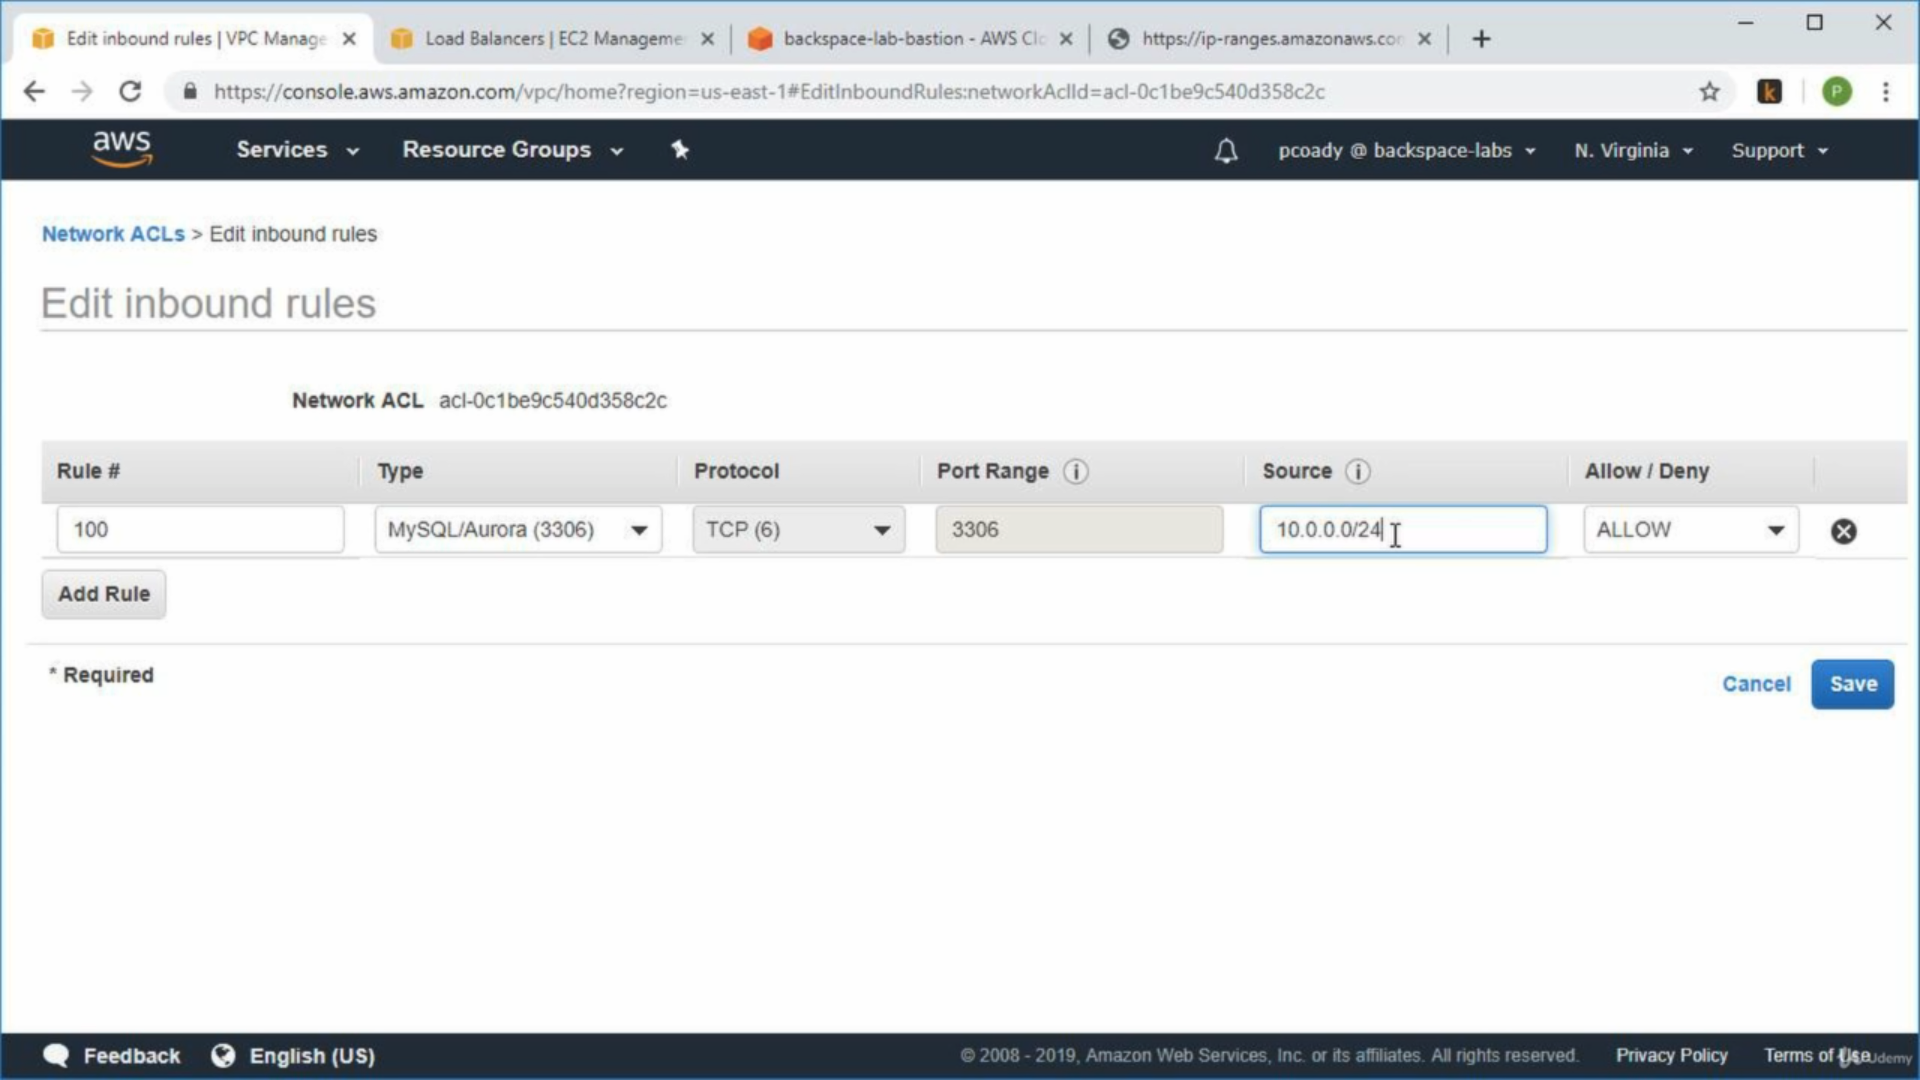 Edit inbound rules | VPC Manage
Load Balancers | EC2 Manageme
backspace-lab-bastion - AWS Clo
https://ip-ranges.amazonaws.com
https://console.aws.amazon.com/vpc/home?region=us-east-1#EditInboundRules:networkAclId=acl-0c1be9c540d358c2c
k
P
aws
Services
Resource Groups
pcoady @ backspace-labs
N. Virginia
Support
Network ACLs > Edit inbound rules
Edit inbound rules
Network ACL acl-0c1be9c540d358c2c
Rule # Type Protocol Port Range i Source i Allow / Deny
100 MySQL/Aurora (3306) TCP (6) 3306 10.0.0.0/24 ALLOW
Add Rule
* Required
Cancel
Save
Feedback
English (US)
© 2008 - 2019, Amazon Web Services, Inc. or its affiliates. All rights reserved.
Privacy Policy
Terms of Use
Udemy